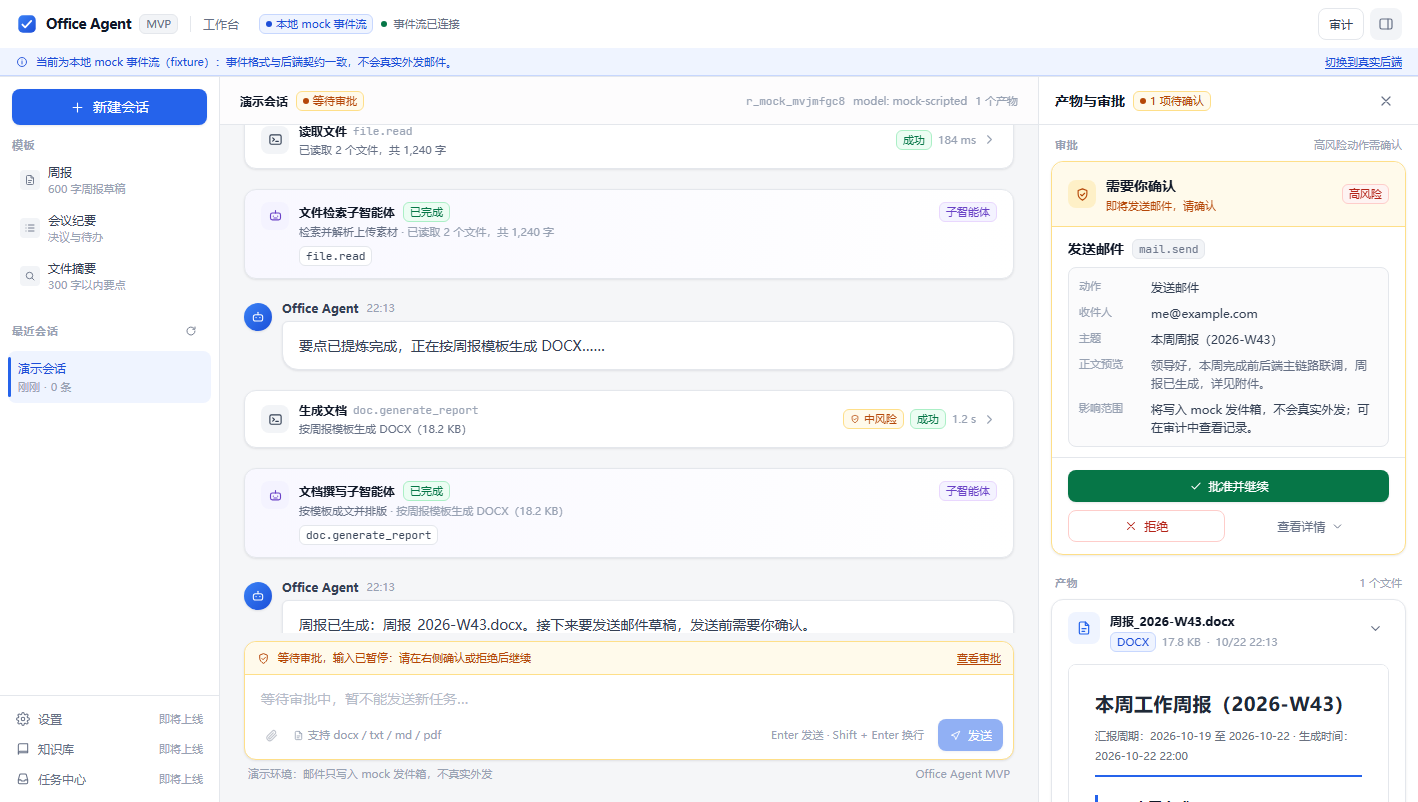 Office Agent MVP 工作台 本地 mock 事件流 事件流已连接 审计
当前为本地 mock 事件流（fixture）：事件格式与后端契约一致，不会真实外发邮件。 切换到真实后端
新建会话
模板
周报
600 字周报草稿
会议纪要
决议与待办
文件摘要
300 字以内要点
最近会话
演示会话
刚刚 · 0 条
设置 即将上线
知识库 即将上线
任务中心 即将上线
演示会话 等待审批 r_mock_mvjmfgc8 model: mock-scripted 1 个产物
读取文件 file.read 成功 184 ms
已读取 2 个文件，共 1,240 字
文件检索子智能体 已完成 子智能体
检索并解析上传素材 · 已读取 2 个文件，共 1,240 字
file.read
Office Agent 22:13
要点已提炼完成，正在按周报模板生成 DOCX……
生成文档 doc.generate_report 中风险 成功 1.2 s
按周报模板生成 DOCX（18.2 KB）
文档撰写子智能体 已完成 子智能体
按模板成文并排版 · 按周报模板生成 DOCX（18.2 KB）
doc.generate_report
Office Agent 22:13
周报已生成：周报_2026-W43.docx。接下来要发送邮件草稿，发送前需要你确认。
等待审批，输入已暂停：请在右侧确认或拒绝后继续 查看审批
等待审批中，暂不能发送新任务...
支持 docx / txt / md / pdf Enter 发送 · Shift + Enter 换行 发送
演示环境：邮件只写入 mock 发件箱，不真实外发 Office Agent MVP
产物与审批 1 项待确认
审批 高风险动作需确认
需要你确认 高风险
即将发送邮件，请确认
发送邮件 mail.send
动作 发送邮件
收件人 me@example.com
主题 本周周报（2026-W43）
正文预览 领导好，本周完成前后端主链路联调，周
报已生成，详见附件。
影响范围 将写入 mock 发件箱，不会真实外发；可
在审计中查看记录。
批准并继续
拒绝 查看详情
产物 1 个文件
周报_2026-W43.docx
DOCX 17.8 KB · 10/22 22:13
本周工作周报（2026-W43）
汇报周期：2026-10-19 至 2026-10-22 · 生成时间：
2026-10-22 22:00